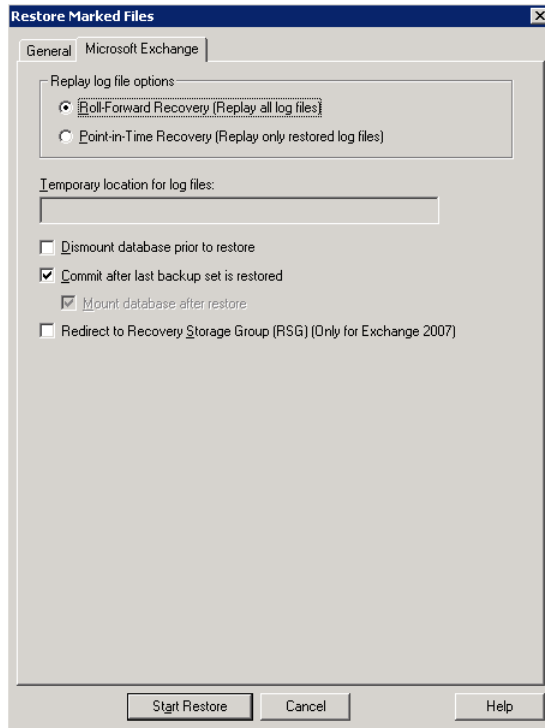 Restore Marked Files
General
Microsoft Exchange
Replay log file options
Roll-Forward Recovery (Replay all log files)
Point-in-Time Recovery (Replay only restored log files)
Temporary location for log files:
Dismount database prior to restore
Commit after last backup set is restored
Mount database after restore
Redirect to Recovery Storage Group (RSG) (Only for Exchange 2007)
Start Restore
Cancel
Help